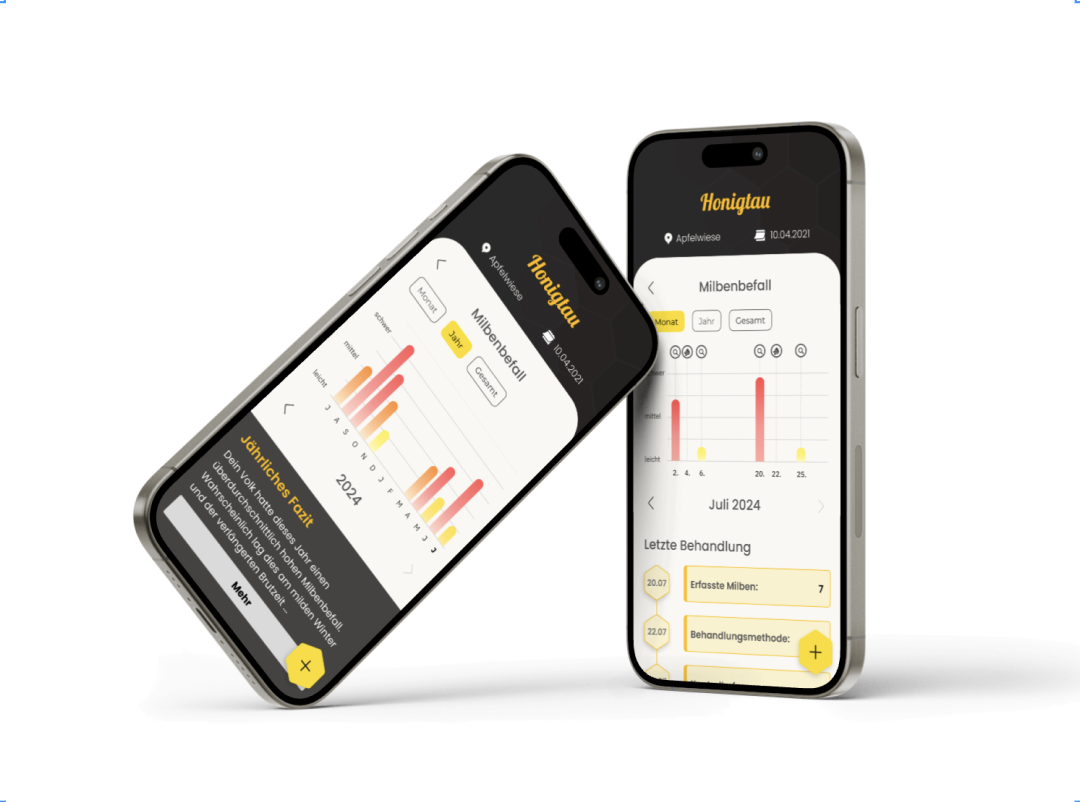 Honigtau
Apfelwiese 10.04.2021
Milbenbefall
Monat Jahr Gesamt
schwer
mittel
leicht
J A S O N D J F M A M J J
2024
Jährliches Fazit
Dein Volk hatte dieses Jahr einen
überdurchschnittlich hohen Milbenbefall.
Wahrscheinlich lag dies am milden Winter
und der verlängerten Brutzeit ...
Mehr
Honigtau
Apfelwiese 10.04.2021
Milbenbefall
Monat Jahr Gesamt
mittel
leicht
2. 4. 6. 20. 22. 25.
Juli 2024
Letzte Behandlung
20.07 Erfasste Milben: 7
22.07 Behandlungsmethode: